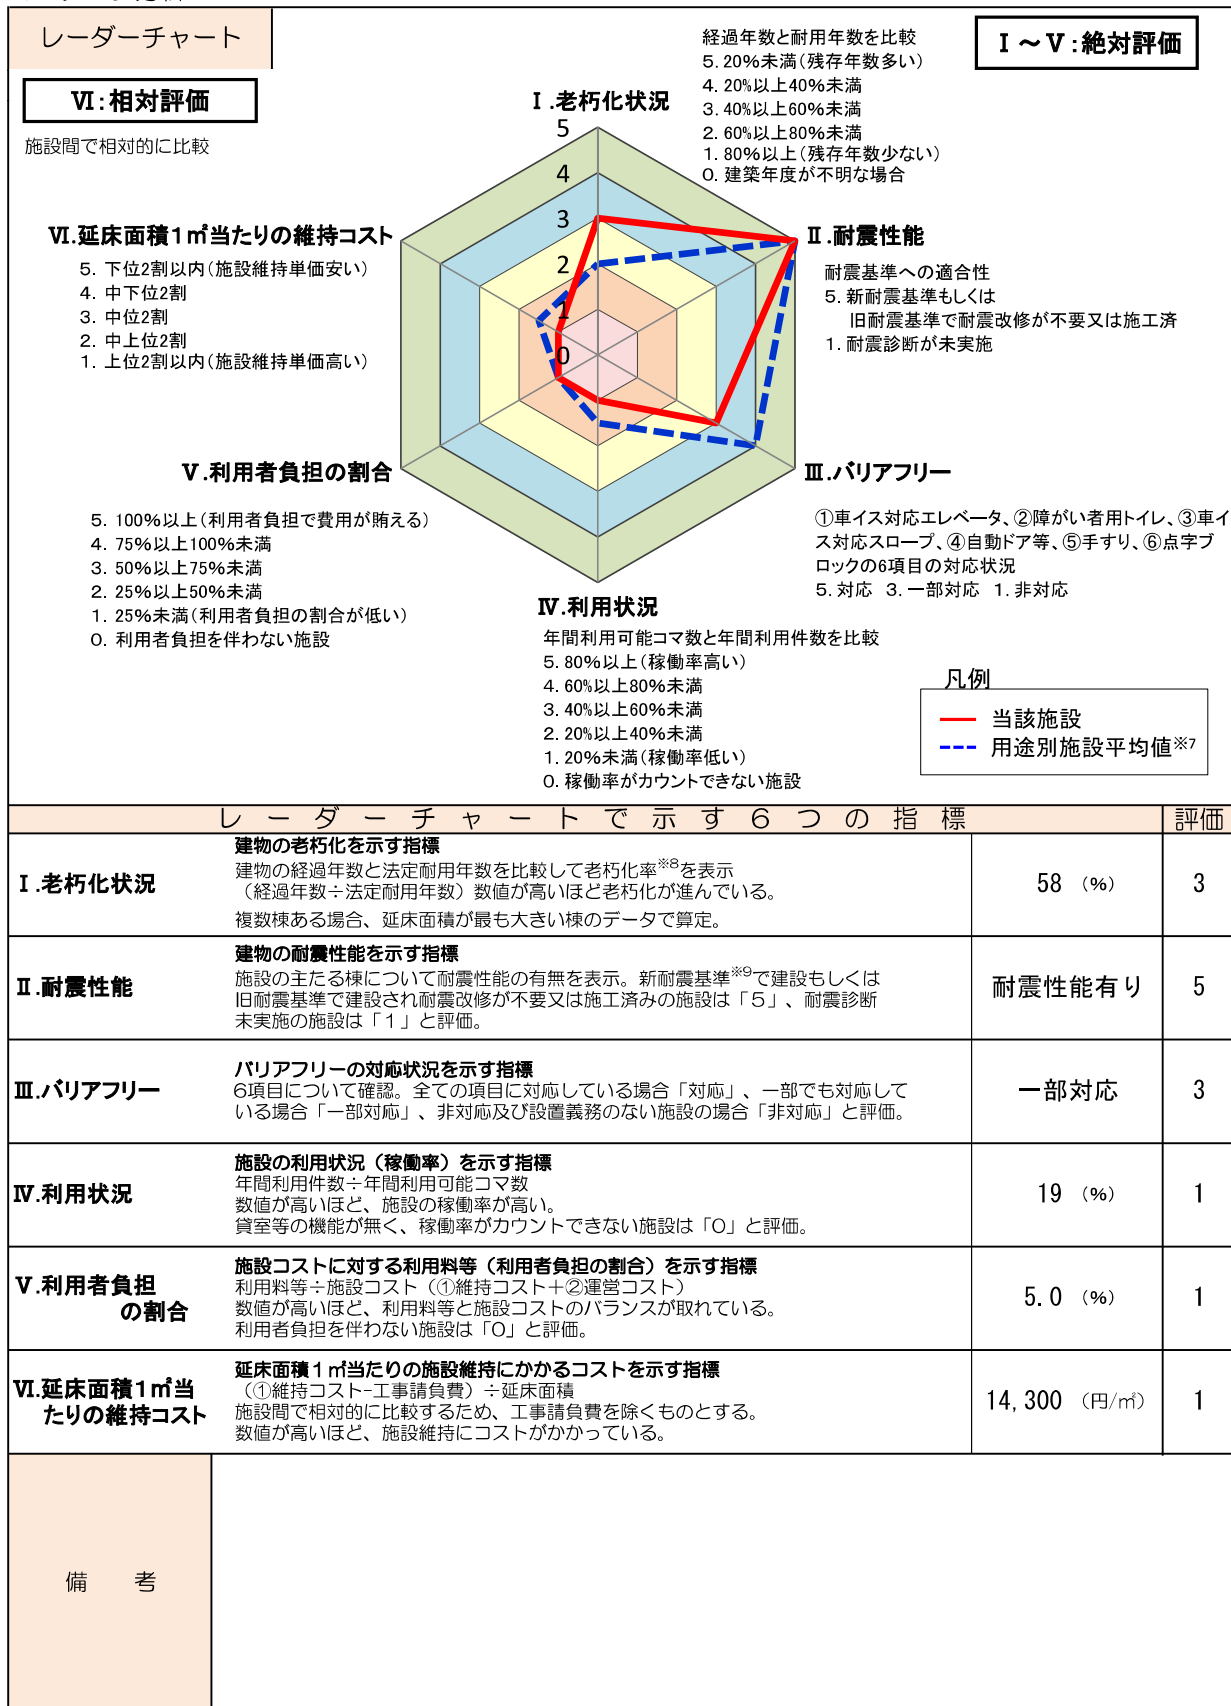 レーダーチャート
Ⅰ～Ⅴ:絶対評価
Ⅵ:相対評価
施設間で相対的に比較
経過年数と耐用年数を比較
5. 20%未満(残存年数多い)
4. 20%以上40%未満
3. 40%以上60%未満
2. 60%以上80%未満
1. 80%以上(残存年数少ない)
0. 建築年度が不明な場合
Ⅰ.老朽化状況
5
4
3
2
1
0
Ⅱ.耐震性能
耐震基準への適合性
5. 新耐震基準もしくは
旧耐震基準で耐震改修が不要又は施工済
1. 耐震診断が未実施
Ⅵ.延床面積1㎡当たりの維持コスト
5. 下位2割以内(施設維持単価安い)
4. 中下位2割
3. 中位2割
2. 中上位2割
1. 上位2割以内(施設維持単価高い)
Ⅲ.バリアフリー
①車イス対応エレベータ、②障がい者用トイレ、③車イ
ス対応スロープ、④自動ドア等、⑤手すり、⑥点字ブ
ロックの6項目の対応状況
5. 対応 3. 一部対応 1. 非対応
Ⅴ.利用者負担の割合
5. 100%以上(利用者負担で費用が賄える)
4. 75%以上100%未満
3. 50%以上75%未満
2. 25%以上50%未満
1. 25%未満(利用者負担の割合が低い)
0. 利用者負担を伴わない施設
Ⅳ.利用状況
年間利用可能コマ数と年間利用件数を比較
5. 80%以上(稼働率高い)
4. 60%以上80%未満
3. 40%以上60%未満
2. 20%以上40%未満
1. 20%未満(稼働率低い)
0. 稼働率がカウントできない施設
凡例
当該施設
用途別施設平均値※7
レーダーチャートで示す6つの指標 評価
Ⅰ.老朽化状況
建物の老朽化を示す指標
建物の経過年数と法定耐用年数を比較して老朽化率※8を表示
(経過年数÷法定耐用年数)数値が高いほど老朽化が進んでいる。
複数棟ある場合、延床面積が最も大きい棟のデータで算定。
58 (%) 3
Ⅱ.耐震性能
建物の耐震性能を示す指標
施設の主たる棟について耐震性能の有無を表示。新耐震基準※9で建設もしくは
旧耐震基準で建設され耐震改修が不要又は施工済みの施設は「5」、耐震診断
未実施の施設は「1」と評価。
耐震性能有り 5
Ⅲ.バリアフリー
バリアフリーの対応状況を示す指標
6項目について確認。全ての項目に対応している場合「対応」、一部でも対応して
いる場合「一部対応」、非対応及び設置義務のない施設の場合「非対応」と評価。
一部対応 3
Ⅳ.利用状況
施設の利用状況(稼働率)を示す指標
年間利用件数÷年間利用可能コマ数
数値が高いほど、施設の稼働率が高い。
貸室等の機能が無く、稼働率がカウントできない施設は「0」と評価。
19 (%) 1
Ⅴ.利用者負担
の割合
施設コストに対する利用料等(利用者負担の割合)を示す指標
利用料等÷施設コスト(①維持コスト+②運営コスト)
数値が高いほど、利用料等と施設コストのバランスが取れている。
利用者負担を伴わない施設は「0」と評価。
5.0 (%) 1
Ⅵ.延床面積1㎡当
たりの維持コスト
延床面積1㎡当たりの施設維持にかかるコストを示す指標
(①維持コスト-工事請負費)÷延床面積
施設間で相対的に比較するため、工事請負費を除くものとする。
数値が高いほど、施設維持にコストがかかっている。
14,300 (円/㎡) 1
備考